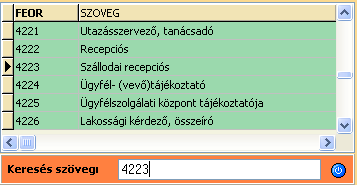 FEOR SZOVEG
4221 Utazásszervező, tanácsadó
4222 Recepciós
4223 Szállodai recepciós
4224 Ügyfél- (vevő)tájékoztató
4225 Ügyfélszolgálati központ tájékoztatója
4226 Lakossági kérdező, összeíró
Keresés szövegı 4223